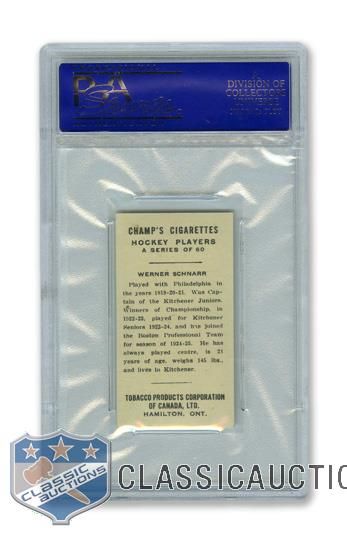 PSA
A
DIVISION OF
COLLECTORS
UNIVERSE
CHAMP'S CIGARETTES
HOCKEY PLAYERS
A SERIES OF 60
WERNER SCHNARR
Played with Philadelphia in
the years 1919-20-21. Was Cap-
tain of the Kitchener Juniors.
Winners of Championship, in
1922-23, played for Kitchener
Seniors 1923-24, and has joined
the Boston Professional Team
for season of 1924-25. He has
always played centre, is 21
years of age, weighs 145 lbs.,
and lives in Kitchener.
TOBACCO PRODUCTS CORPORATION
OF CANADA, LTD.
HAMILTON, ONT.
CLASSIC
AUCTIONS
CLASSICAUCTIO